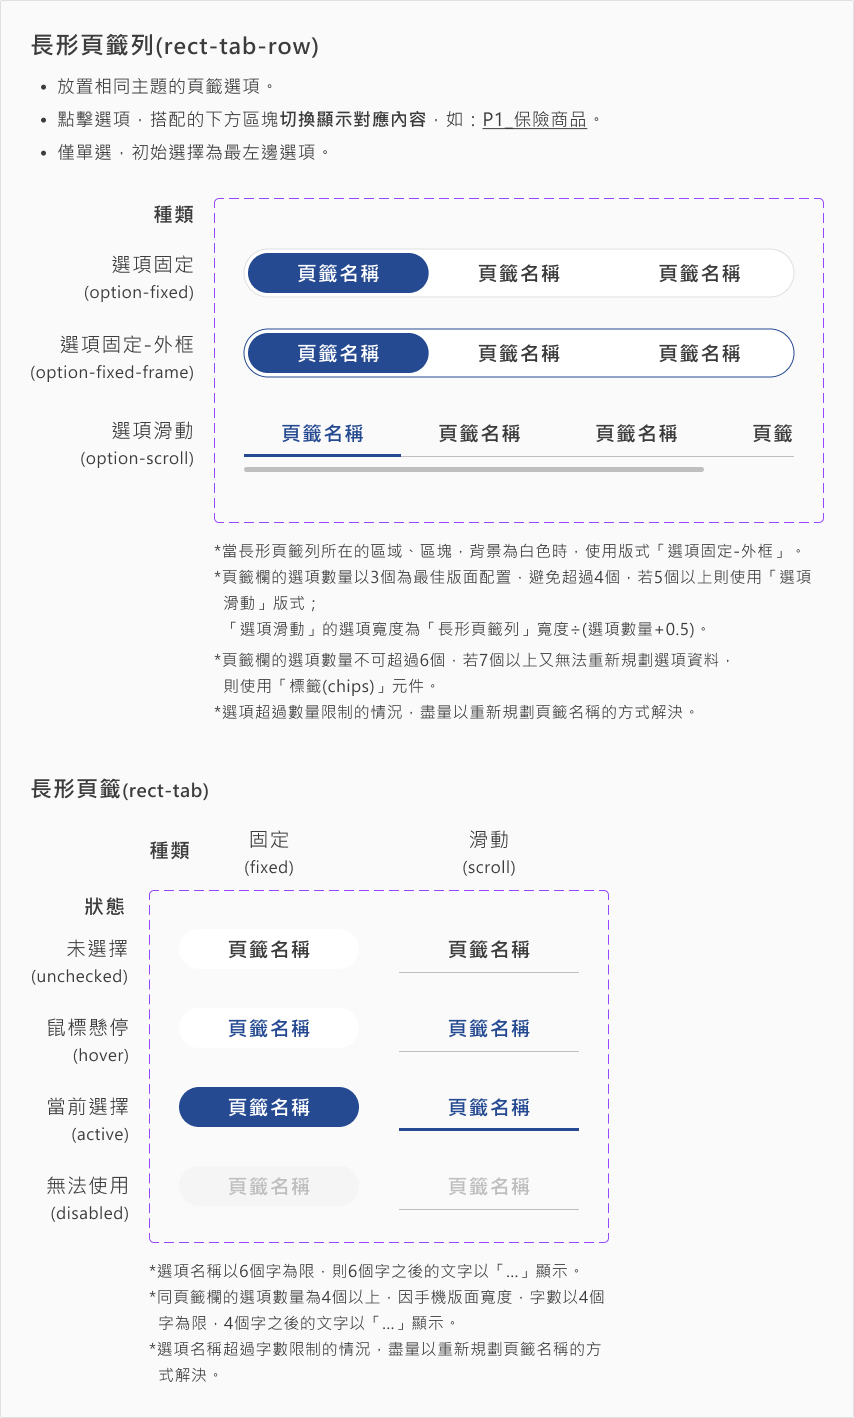 長形頁籤列(rect-tab-row)
• 放置相同主題的頁籤選項。
• 點擊選項，搭配的下方區塊切換顯示對應內容，如：P1_保險商品。
• 僅單選，初始選擇為最左邊選項。
種類
選項固定
(option-fixed)
頁籤名稱 頁籤名稱 頁籤名稱
選項固定-外框
(option-fixed-frame)
頁籤名稱 頁籤名稱 頁籤名稱
選項滑動
(option-scroll)
頁籤名稱 頁籤名稱 頁籤名稱 頁籤
*當長形頁籤列所在的區域、區塊，背景為白色時，使用版式「選項固定-外框」。
*頁籤欄的選項數量以3個為最佳版面配置，避免超過4個，若5個以上則使用「選項
滑動」版式；
「選項滑動」的選項寬度為「長形頁籤列」寬度÷(選項數量+0.5)。
*頁籤欄的選項數量不可超過6個，若7個以上又無法重新規劃選項資料，
則使用「標籤(chips)」元件。
*選項超過數量限制的情況，盡量以重新規劃頁籤名稱的方式解決。
長形頁籤(rect-tab)
種類
固定
(fixed)
滑動
(scroll)
狀態
未選擇
(unchecked)
頁籤名稱 頁籤名稱
鼠標懸停
(hover)
頁籤名稱 頁籤名稱
當前選擇
(active)
頁籤名稱 頁籤名稱
無法使用
(disabled)
頁籤名稱 頁籤名稱
*選項名稱以6個字為限，則6個字之後的文字以「...」顯示。
*同頁籤欄的選項數量為4個以上，因手機版面寬度，字數以4個
字為限，4個字之後的文字以「...」顯示。
*選項名稱超過字數限制的情況，盡量以重新規劃頁籤名稱的方
式解決。